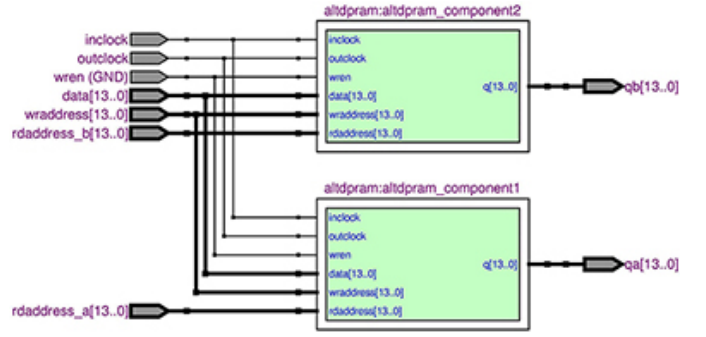 altdpram:altdpram_component2
inclock
outclock
wren (GND)
data[13..0]
wraddress[13..0]
rdaddress_b[13..0]
inclock
outclock
wren
data[13..0]
wraddress[13..0]
rdaddress[13..0]
q[13..0]
qb[13..0]
altdpram:altdpram_component1
inclock
outclock
wren
data[13..0]
wraddress[13..0]
rdaddress[13..0]
q[13..0]
qa[13..0]
rdaddress_a[13..0]